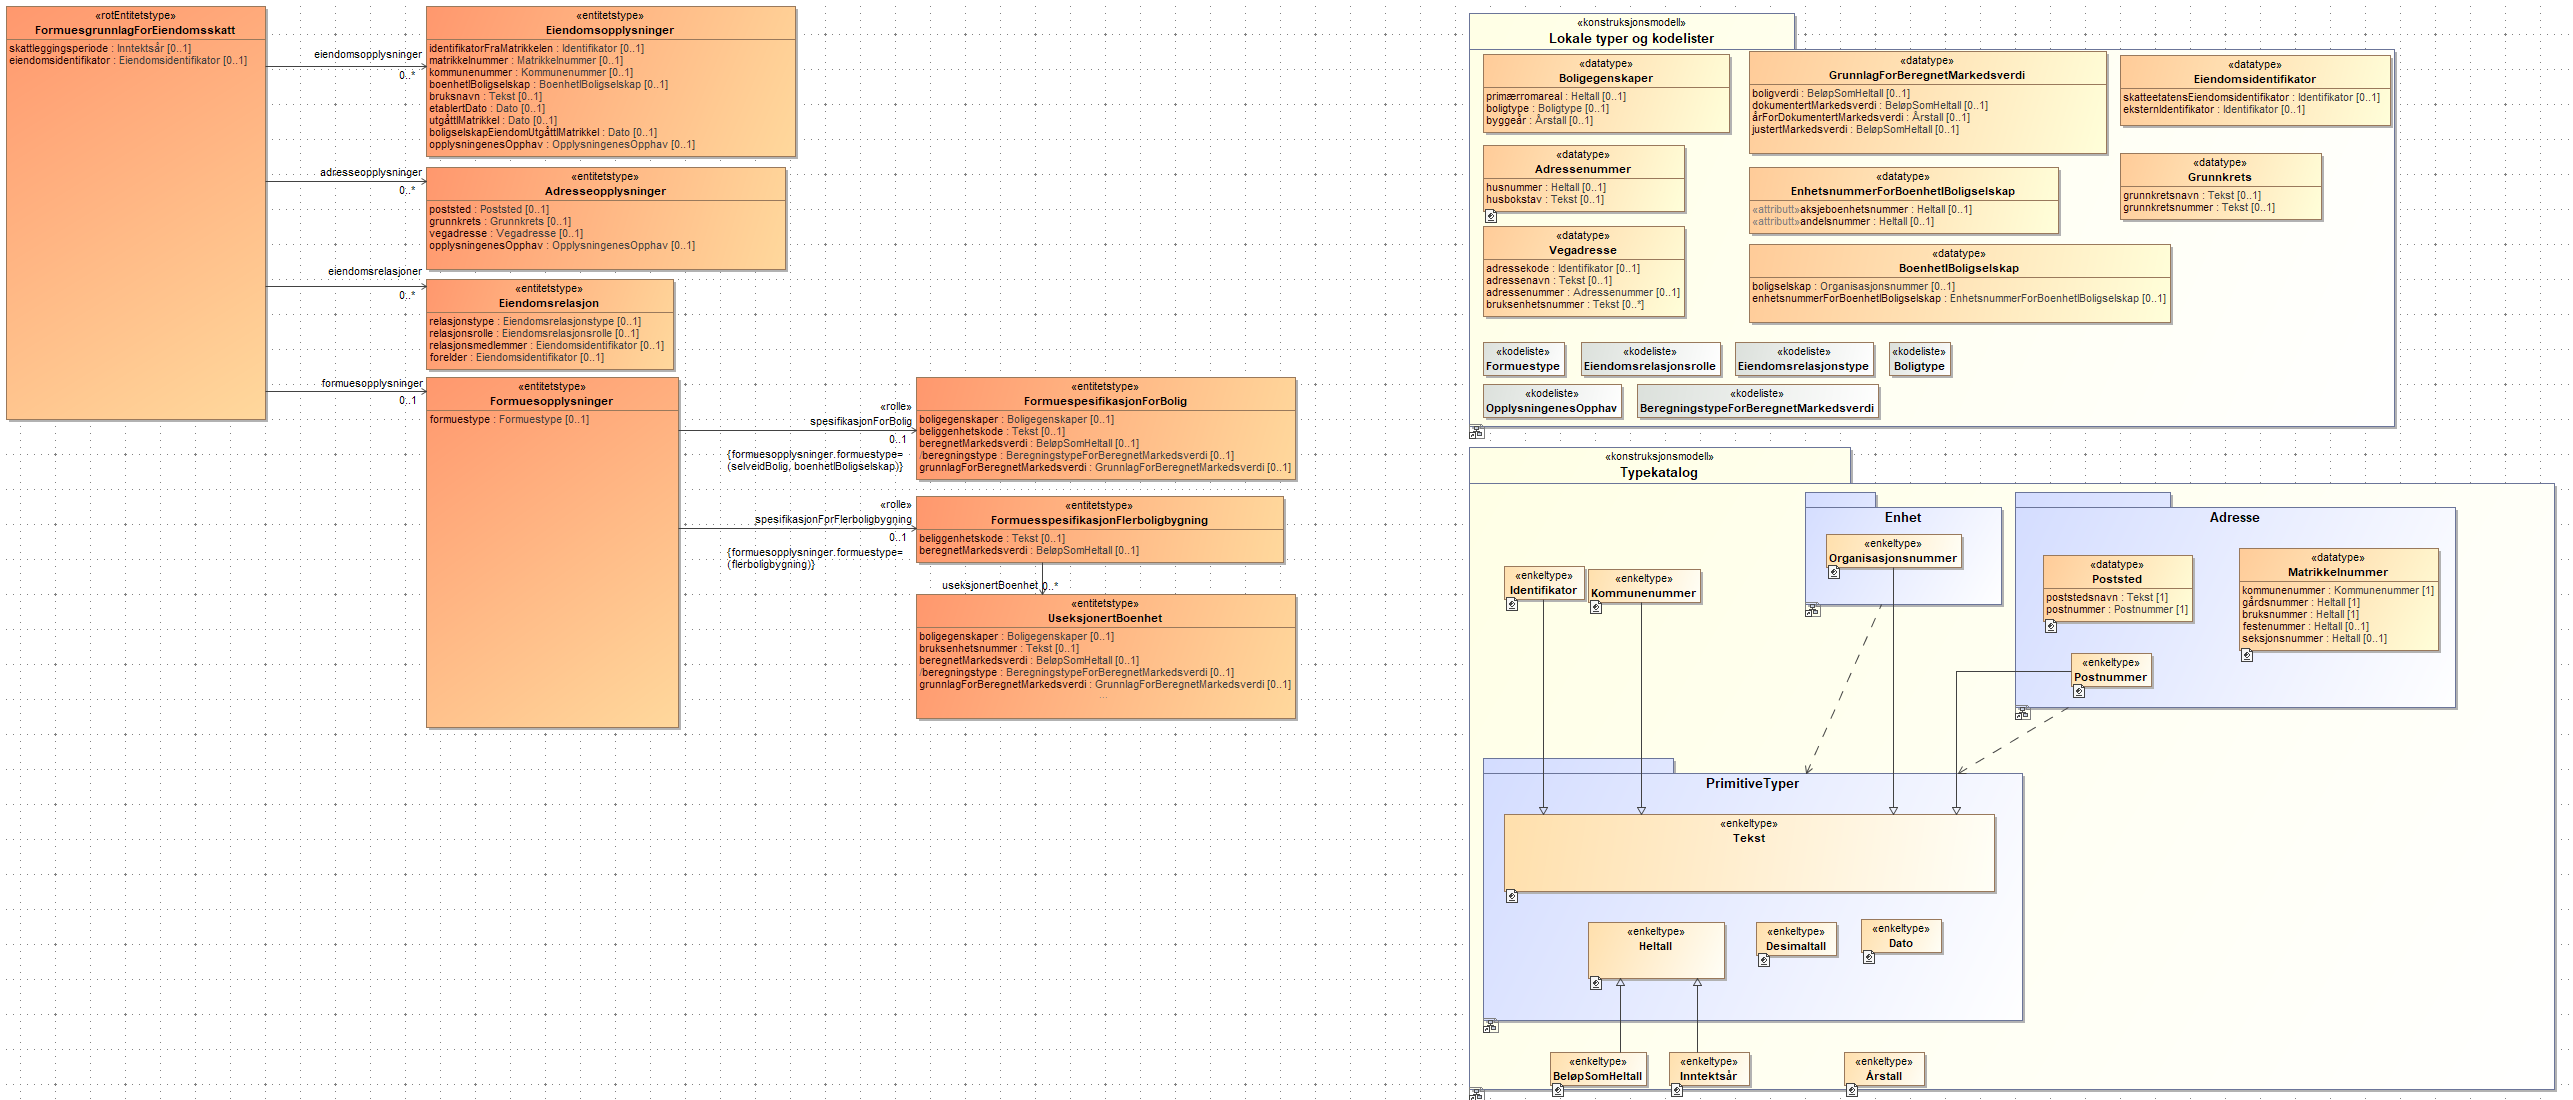 «rotEntitetstype»
FormuesgrunnlagForEiendomsskatt
skattleggingsperiode : Inntektsår [0..1]
eiendomsidentifikator : Eiendomsidentifikator [0..1]
eiendomsopplysninger
0..*
adresseopplysninger
0..*
eiendomsrelasjoner
0..*
formuesopplysninger
0..1
«entitetstype»
Eiendomsopplysninger
identifikatorFraMatrikkelen : Identifikator [0..1]
matrikkelnummer : Matrikkelnummer [0..1]
kommunenummer : Kommunenummer [0..1]
boenhetIBoligselskap : BoenhetIBoligselskap [0..1]
bruksnavn : Tekst [0..1]
etablertDato : Dato [0..1]
utgåttIMatrikkel : Dato [0..1]
boligselskapEiendomUtgåttIMatrikkel : Dato [0..1]
opplysningenesOpphav : OpplysningenesOpphav [0..1]
«entitetstype»
Adresseopplysninger
poststed : Poststed [0..1]
grunnkrets : Grunnkrets [0..1]
vegadresse : Vegadresse [0..1]
opplysningenesOpphav : OpplysningenesOpphav [0..1]
«entitetstype»
Eiendomsrelasjon
relasjonstype : Eiendomsrelasjonstype [0..1]
relasjonsrolle : Eiendomsrelasjonsrolle [0..1]
relasjonsmedlemmer : Eiendomsidentifikator [0..1]
forelder : Eiendomsidentifikator [0..1]
«entitetstype»
Formuesopplysninger
formuestype : Formuestype [0..1]
«rolle»
spesifikasjonForBolig
0..1
{formuesopplysninger.formuestype=
(selveidBolig, boenhetIBoligselskap)}
«rolle»
spesifikasjonForFlerboligbygning
0..1
{formuesopplysninger.formuestype=
(flerboligbygning)}
«entitetstype»
FormuespesifikasjonForBolig
boligegenskaper : Boligegenskaper [0..1]
beliggenhetskode : Tekst [0..1]
beregnetMarkedsverdi : BeløpSomHeltall [0..1]
/beregningstype : BeregningstypeForBeregnetMarkedsverdi [0..1]
grunnlagForBeregnetMarkedsverdi : GrunnlagForBeregnetMarkedsverdi [0..1]
«entitetstype»
FormuesspesifikasjonFlerboligbygning
beliggenhetskode : Tekst [0..1]
beregnetMarkedsverdi : BeløpSomHeltall [0..1]
useksjonertBoenhet 0..*
«entitetstype»
UseksjonertBoenhet
boligegenskaper : Boligegenskaper [0..1]
bruksenhetsnummer : Tekst [0..1]
beregnetMarkedsverdi : BeløpSomHeltall [0..1]
/beregningstype : BeregningstypeForBeregnetMarkedsverdi [0..1]
grunnlagForBeregnetMarkedsverdi : GrunnlagForBeregnetMarkedsverdi [0..1]
...
«konstruksjonsmodell»
Lokale typer og kodelister
«datatype»
Boligegenskaper
primærromareal : Heltall [0..1]
boligtype : Boligtype [0..1]
byggeår : Årstall [0..1]
«datatype»
GrunnlagForBeregnetMarkedsverdi
boligverdi : BeløpSomHeltall [0..1]
dokumentertMarkedsverdi : BeløpSomHeltall [0..1]
årForDokumentertMarkedsverdi : Årstall [0..1]
justertMarkedsverdi : BeløpSomHeltall [0..1]
«datatype»
Eiendomsidentifikator
skatteetatensEiendomsidentifikator : Identifikator [0..1]
eksternIdentifikator : Identifikator [0..1]
«datatype»
Adressenummer
husnummer : Heltall [0..1]
husbokstav : Tekst [0..1]
«datatype»
EnhetsnummerForBoenhetIBoligselskap
«attributt»aksjeboenhetsnummer : Heltall [0..1]
«attributt»andelsnummer : Heltall [0..1]
«datatype»
Grunnkrets
grunnkretsnavn : Tekst [0..1]
grunnkretsnummer : Tekst [0..1]
«datatype»
Vegadresse
adressekode : Identifikator [0..1]
adressenavn : Tekst [0..1]
adressenummer : Adressenummer [0..1]
bruksenhetsnummer : Tekst [0..*]
«datatype»
BoenhetIBoligselskap
boligselskap : Organisasjonsnummer [0..1]
enhetsnummerForBoenhetIBoligselskap : EnhetsnummerForBoenhetIBoligselskap [0..1]
«kodeliste»
Formuestype
«kodeliste»
Eiendomsrelasjonsrolle
«kodeliste»
Eiendomsrelasjonstype
«kodeliste»
Boligtype
«kodeliste»
OpplysningenesOpphav
«kodeliste»
BeregningstypeForBeregnetMarkedsverdi
«konstruksjonsmodell»
Typekatalog
Enhet
«enkeltype»
Organisasjonsnummer
Adresse
«datatype»
Poststed
poststedsnavn : Tekst [1]
postnummer : Postnummer [1]
«datatype»
Matrikkelnummer
kommunenummer : Kommunenummer [1]
gårdsnummer : Heltall [1]
bruksnummer : Heltall [1]
festenummer : Heltall [0..1]
seksjonsnummer : Heltall [0..1]
«enkeltype»
Postnummer
«enkeltype»
Identifikator
«enkeltype»
Kommunenummer
PrimitiveTyper
«enkeltype»
Tekst
«enkeltype»
Heltall
«enkeltype»
Desimaltall
«enkeltype»
Dato
«enkeltype»
BeløpSomHeltall
«enkeltype»
Inntektsår
«enkeltype»
Årstall